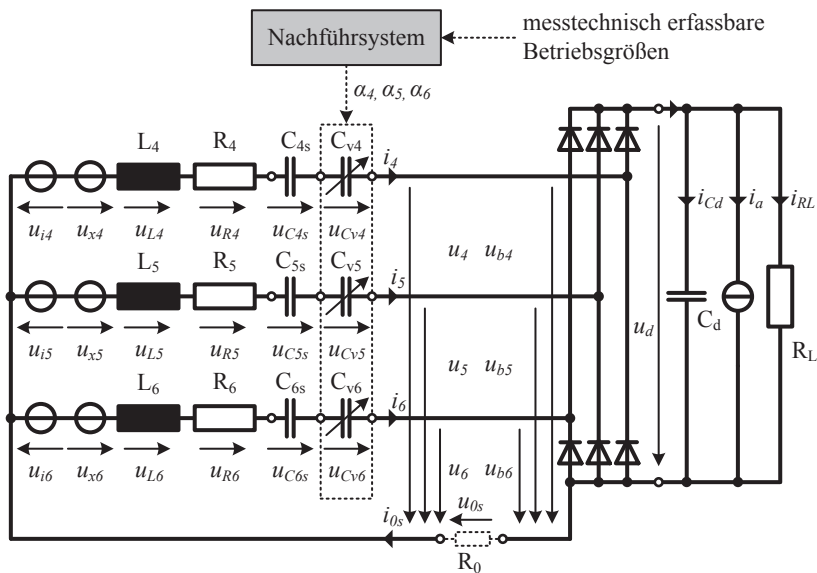 Nachführsystem
messtechnisch erfassbare
Betriebsgrößen
α4, α5, α6
L4 R4 C4s Cv4 i4
ui4 ux4 uL4 uR4 uC4s uCv4
u4 ub4
iCd ia iRL
L5 R5 C5s Cv5 i5
ui5 ux5 uL5 uR5 uC5s uCv5
ud Cd RL
u5 ub5
L6 R6 C6s Cv6 i6
ui6 ux6 uL6 uR6 uC6s uCv6
u6 ub6
i0s u0s
R0